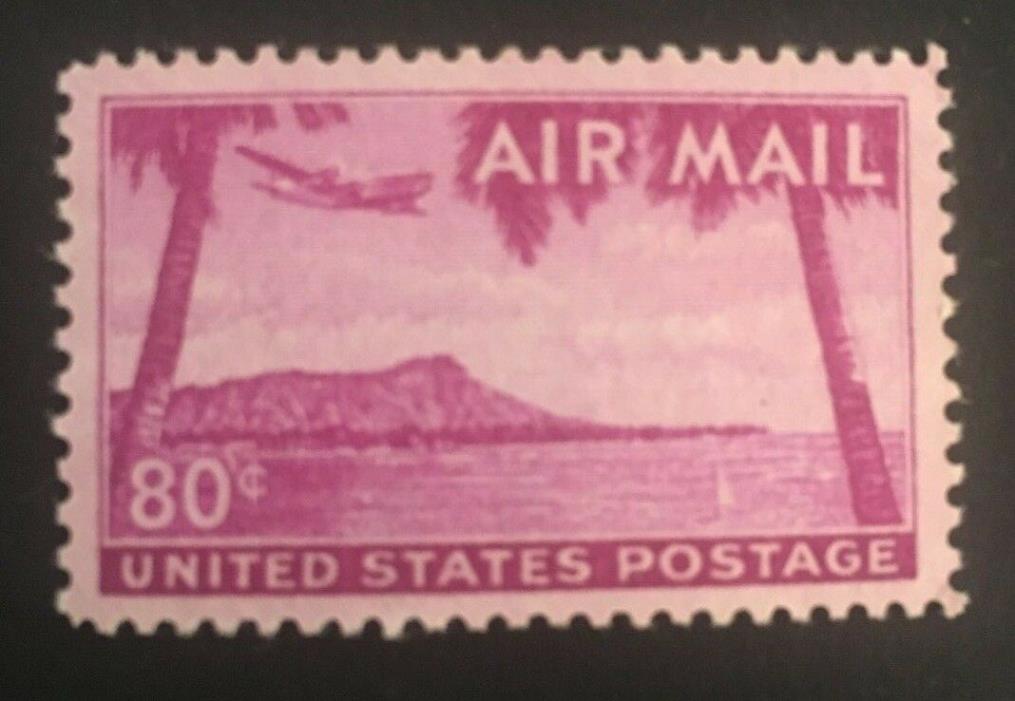 AIR MAIL
80¢
UNITED STATES POSTAGE